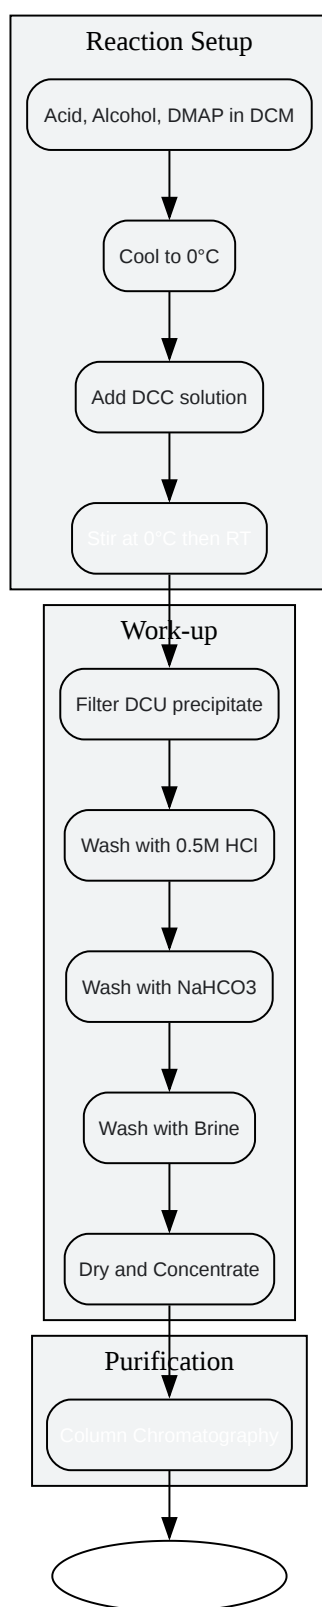 Reaction Setup
Acid, Alcohol, DMAP in DCM
Cool to 0°C
Add DCC solution
Stir at 0°C then RT
Work-up
Filter DCU precipitate
Wash with 0.5M HCl
Wash with NaHCO3
Wash with Brine
Dry and Concentrate
Purification
Column Chromatography